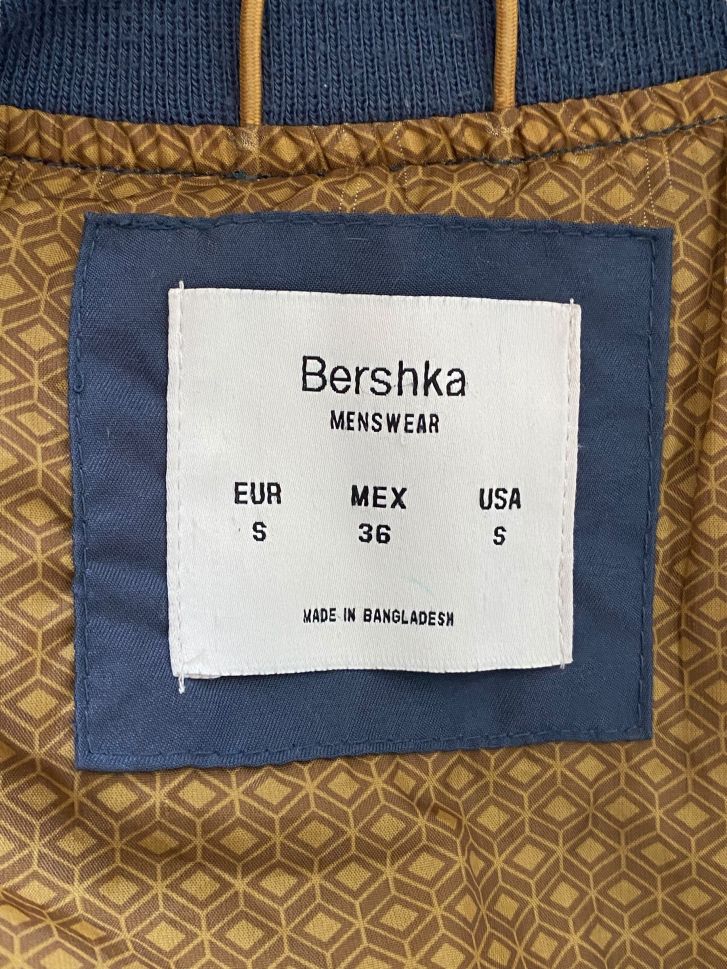 Bershka
MENSWEAR
EUR MEX USA
S 36 S
MADE IN BANGLADESH